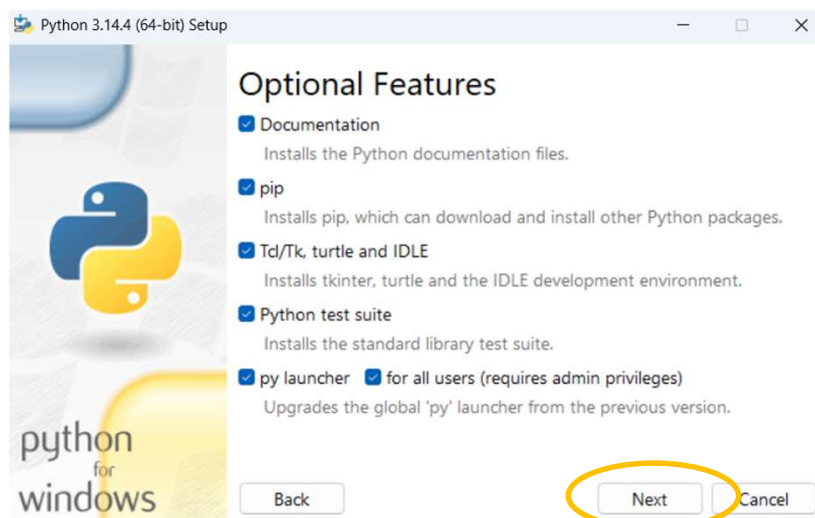 Python 3.14.4 (64-bit) Setup
Optional Features
Documentation
Installs the Python documentation files.
pip
Installs pip, which can download and install other Python packages.
Tcl/Tk, turtle and IDLE
Installs tkinter, turtle and the IDLE development environment.
Python test suite
Installs the standard library test suite.
py launcher for all users (requires admin privileges)
Upgrades the global 'py' launcher from the previous version.
python
for
windows
Back Next Cancel